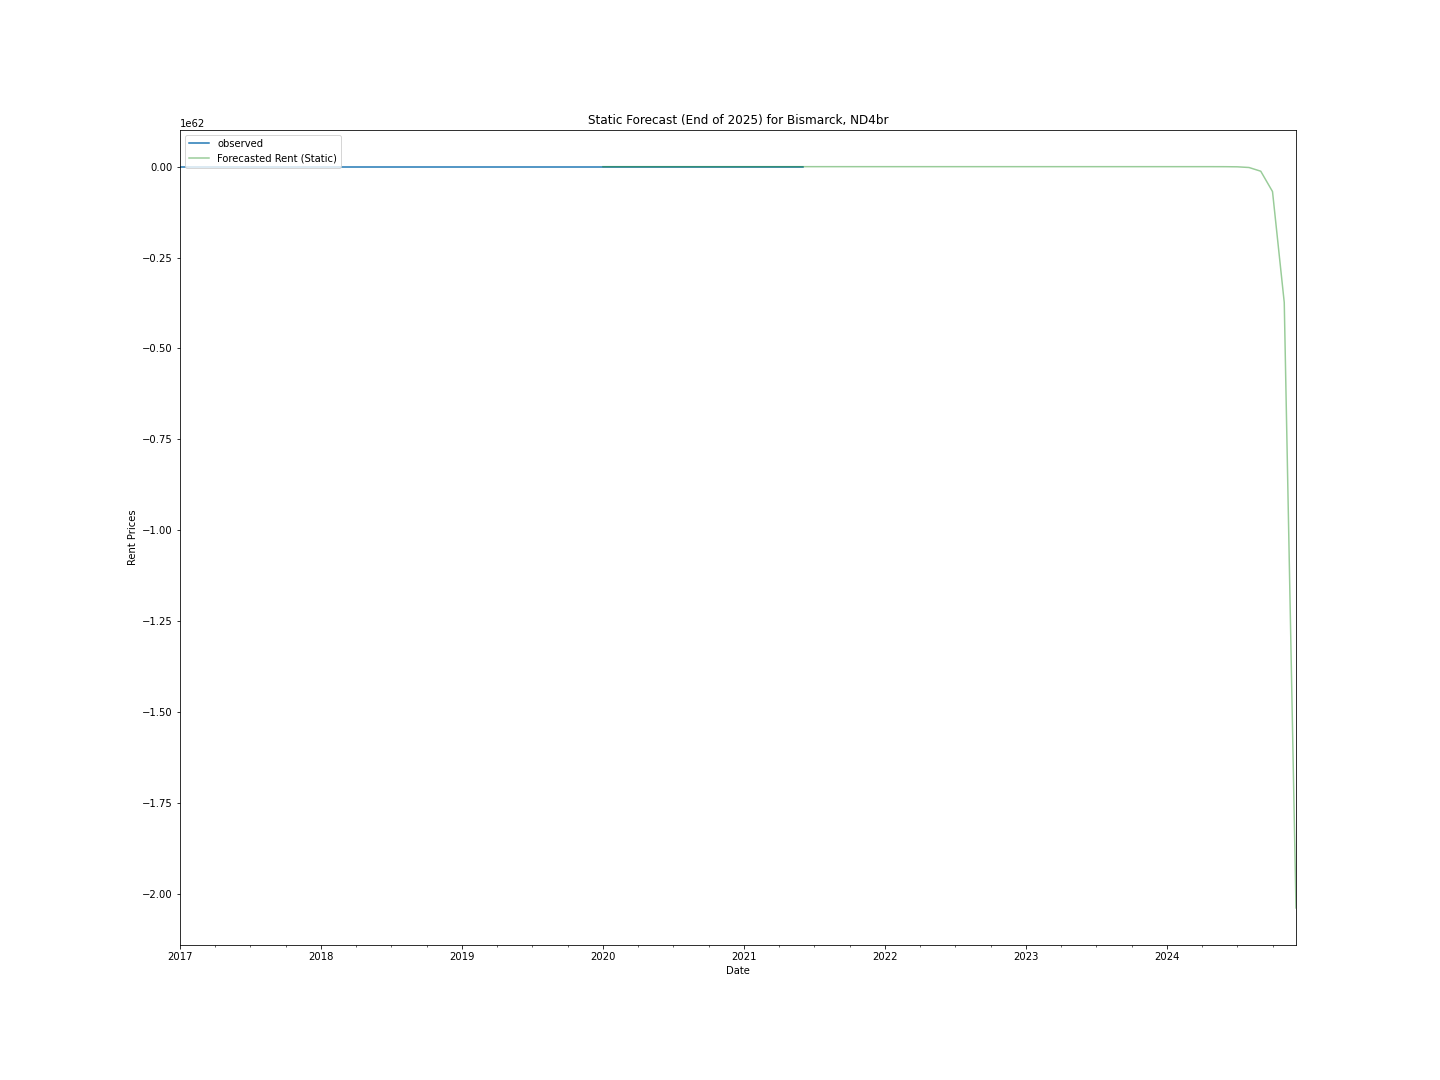 Static Forecast (End of 2025) for Bismarck, ND4br
1e62
observed
Forecasted Rent (Static)
0.00
−0.25
−0.50
−0.75
−1.00
−1.25
−1.50
−1.75
−2.00
Rent Prices
2017 2018 2019 2020 2021 2022 2023 2024
Date